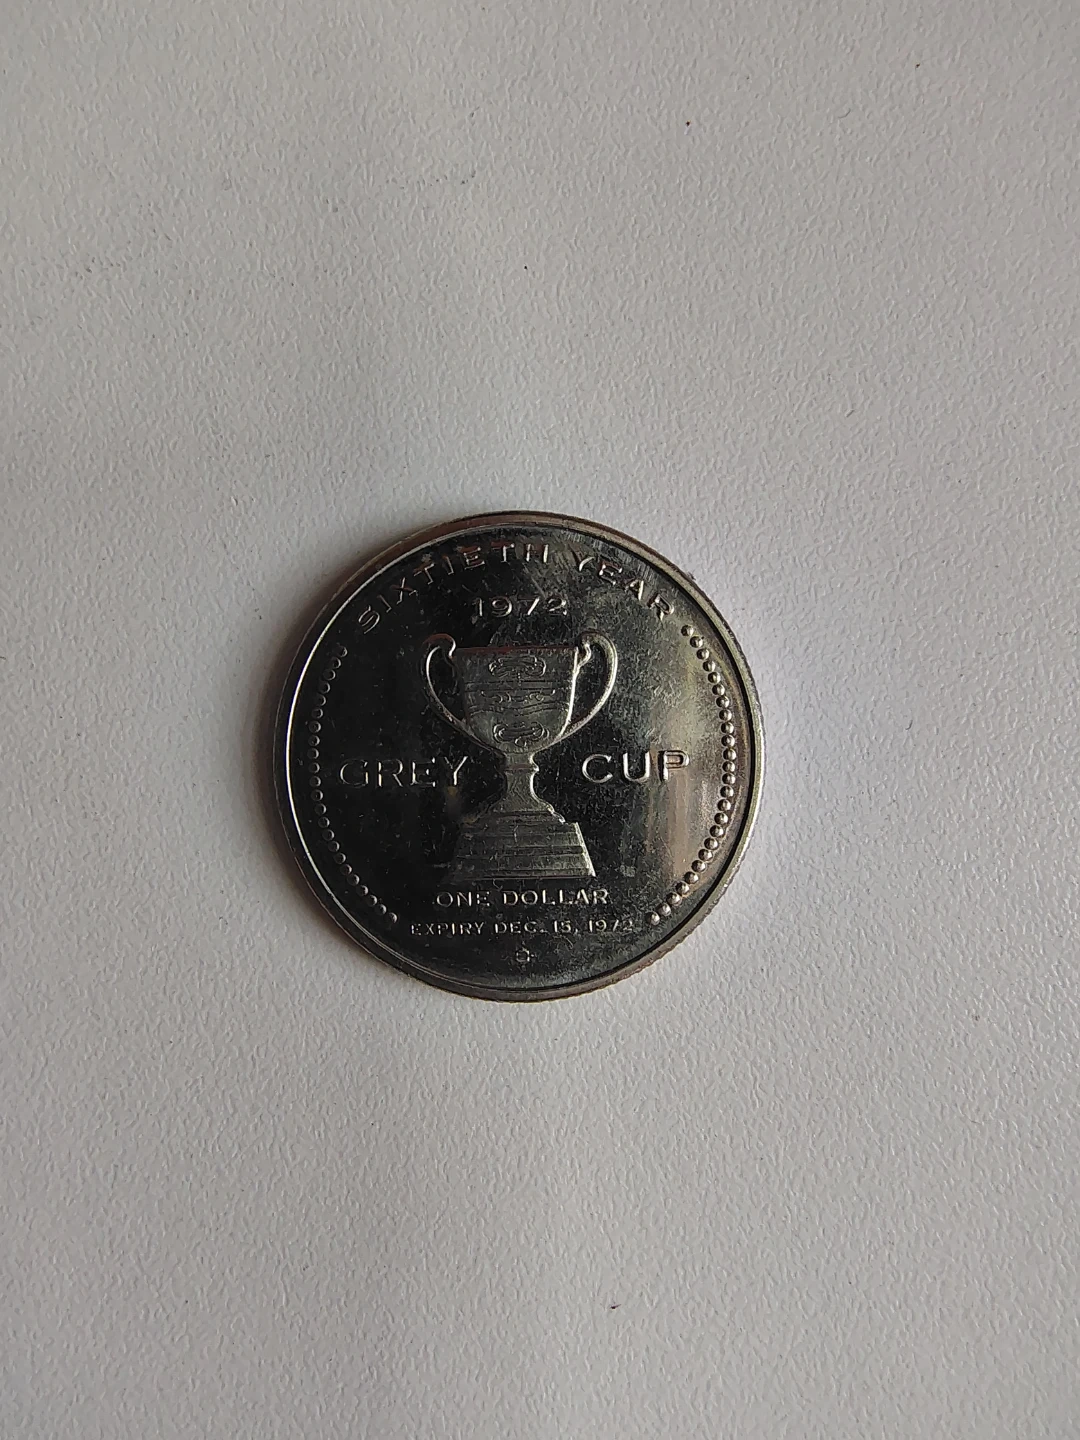 SIXTIETH YEAR
1972
GREY CUP
ONE DOLLAR
EXPIRY DEC. 15, 1972